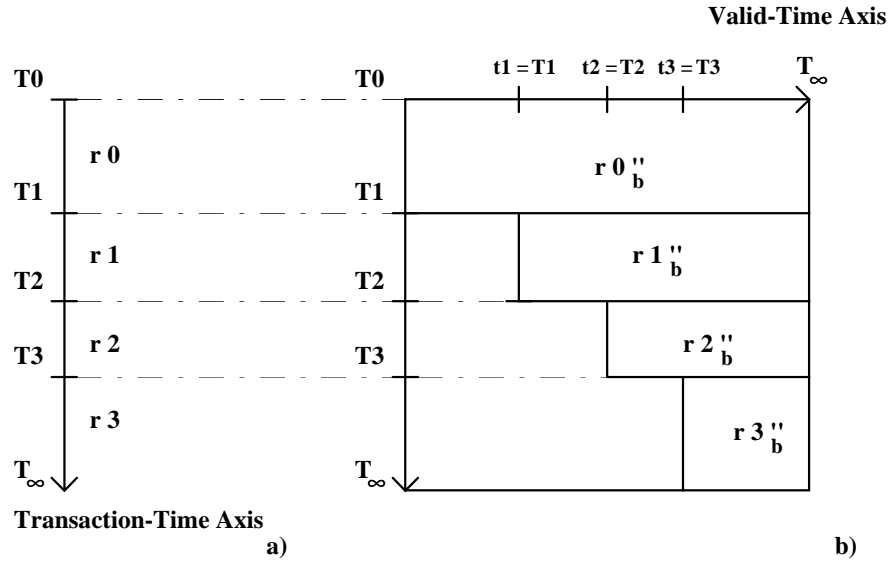 Valid-Time Axis
T0 T0 t1 = T1 t2 = T2 t3 = T3 T∞
r 0 r 0''b
T1 T1
r 1 r 1''b
T2 T2
r 2 r 2''b
T3 T3
r 3 r 3''b
T∞ T∞
Transaction-Time Axis
a) b)